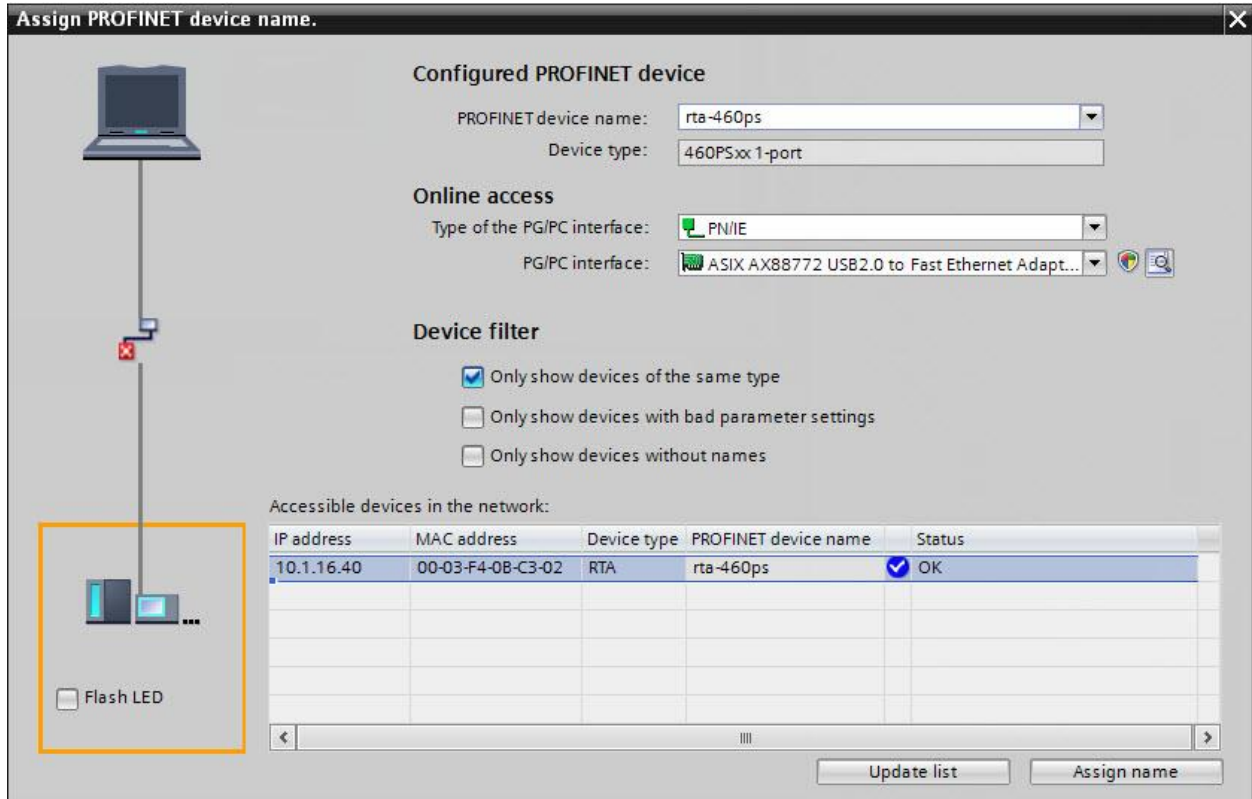 Assign PROFINET device name.
Configured PROFINET device
PROFINET device name: rta-460ps
Device type: 460PSxx 1-port
Online access
Type of the PG/PC interface: PN/IE
PG/PC interface: ASIX AX88772 USB2.0 to Fast Ethernet Adapt...
Device filter
Only show devices of the same type
Only show devices with bad parameter settings
Only show devices without names
Accessible devices in the network:
IP address MAC address Device type PROFINET device name Status
10.1.16.40 00-03-F4-0B-C3-02 RTA rta-460ps OK
...
Flash LED
Update list Assign name